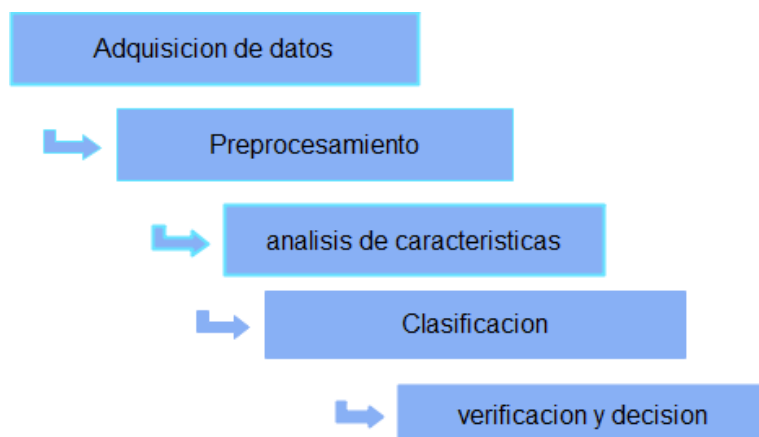 Adquisicion de datos
Preprocesamiento
analisis de caracteristicas
Clasificacion
verificacion y decision